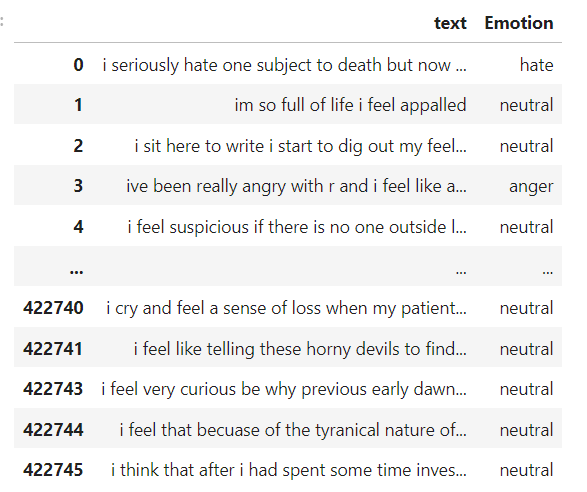 :
text Emotion
0 i seriously hate one subject to death but now ... hate
1 im so full of life i feel appalled neutral
2 i sit here to write i start to dig out my feel... neutral
3 ive been really angry with r and i feel like a... anger
4 i feel suspicious if there is no one outside l... neutral
... ... ...
422740 i cry and feel a sense of loss when my patient... neutral
422741 i feel like telling these horny devils to find... neutral
422743 i feel very curious be why previous early dawn... neutral
422744 i feel that becuase of the tyranical nature of... neutral
422745 i think that after i had spent some time inves... neutral